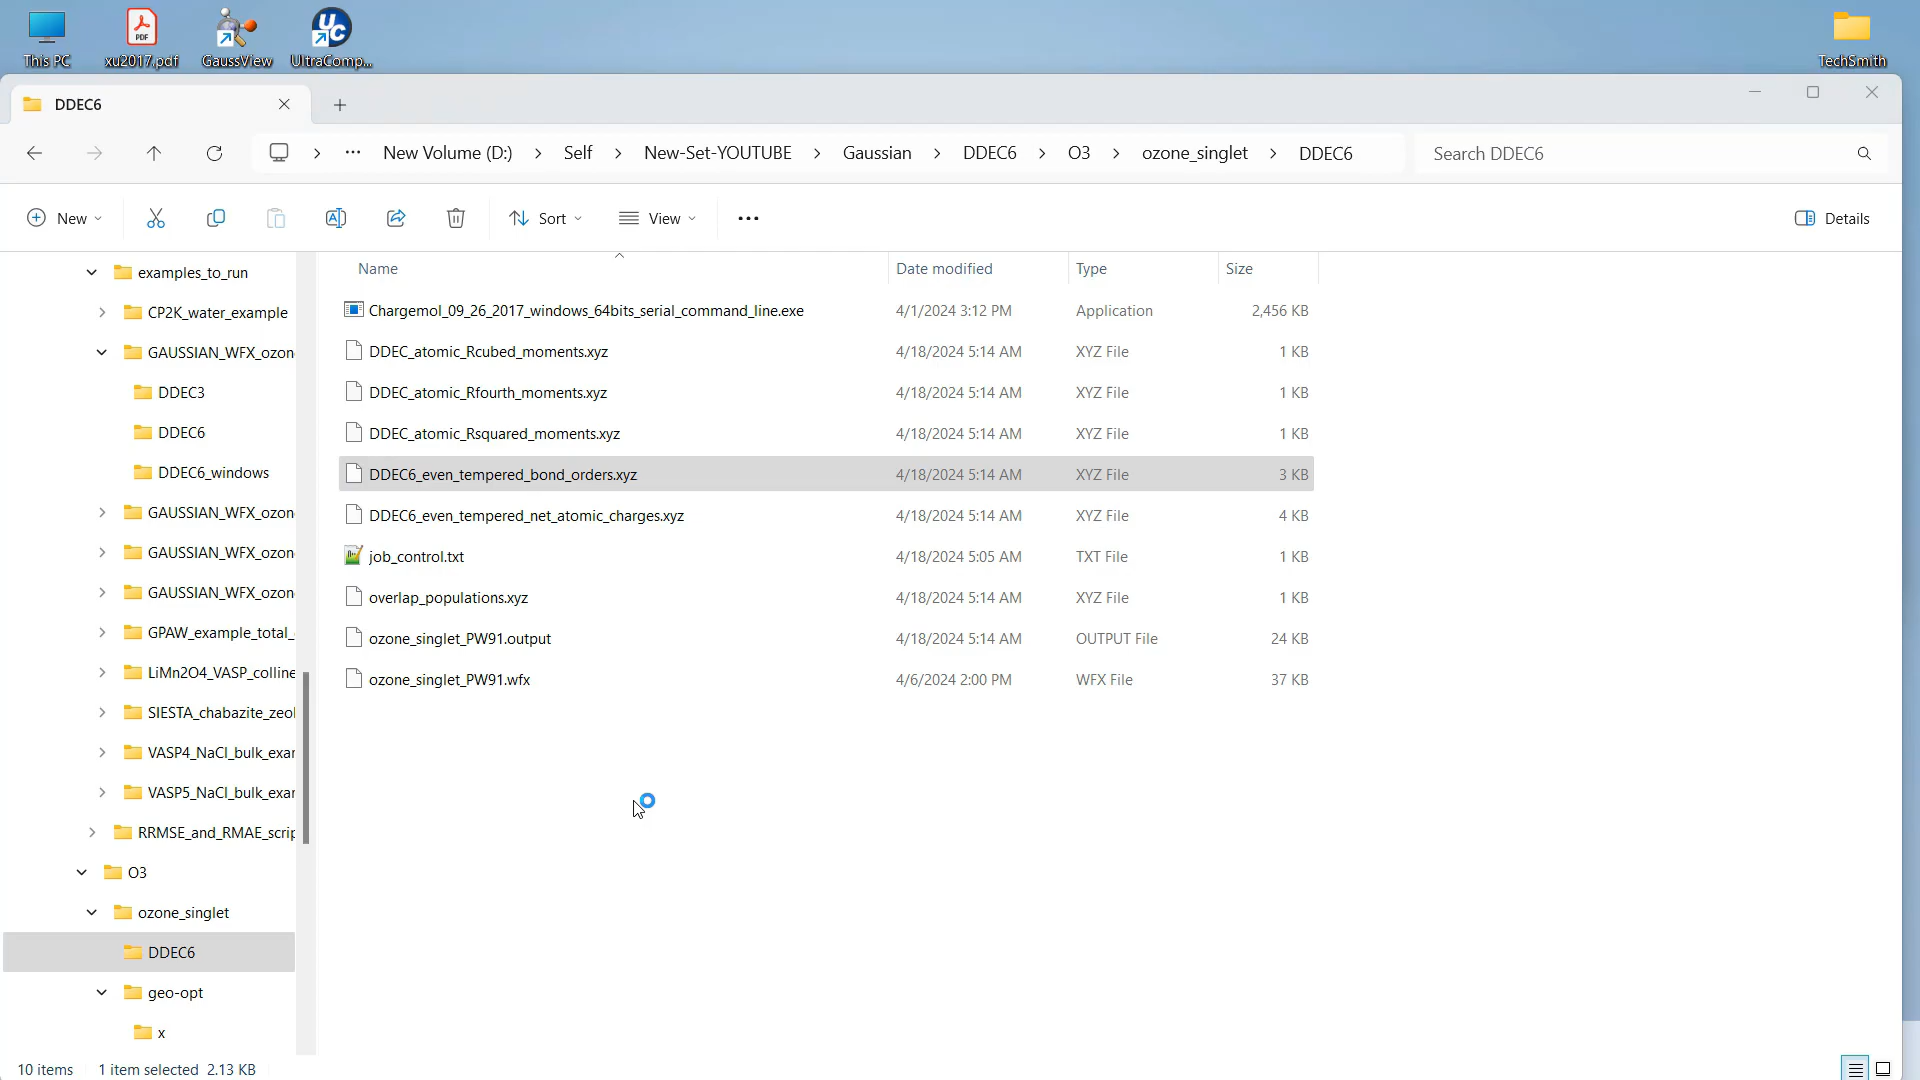 This PC
xu2017.pdf
GaussView
UltraComp...
TechSmith
DDEC6
New Volume (D:) Self New-Set-YOUTUBE Gaussian DDEC6 O3 ozone_singlet DDEC6
Search DDEC6
New
Sort
View
Details
Name Date modified Type Size
examples_to_run
CP2K_water_example
GAUSSIAN_WFX_ozon
DDEC3
DDEC6
DDEC6_windows
GAUSSIAN_WFX_ozon
GAUSSIAN_WFX_ozon
GAUSSIAN_WFX_ozon
GPAW_example_total_
LiMn2O4_VASP_colline
SIESTA_chabazite_zeol
VASP4_NaCl_bulk_exar
VASP5_NaCl_bulk_exar
RRMSE_and_RMAE_scrip
O3
ozone_singlet
DDEC6
geo-opt
x
Chargemol_09_26_2017_windows_64bits_serial_command_line.exe 4/1/2024 3:12 PM Application 2,456 KB
DDEC_atomic_Rcubed_moments.xyz 4/18/2024 5:14 AM XYZ File 1 KB
DDEC_atomic_Rfourth_moments.xyz 4/18/2024 5:14 AM XYZ File 1 KB
DDEC_atomic_Rsquared_moments.xyz 4/18/2024 5:14 AM XYZ File 1 KB
DDEC6_even_tempered_bond_orders.xyz 4/18/2024 5:14 AM XYZ File 3 KB
DDEC6_even_tempered_net_atomic_charges.xyz 4/18/2024 5:14 AM XYZ File 4 KB
job_control.txt 4/18/2024 5:05 AM TXT File 1 KB
overlap_populations.xyz 4/18/2024 5:14 AM XYZ File 1 KB
ozone_singlet_PW91.output 4/18/2024 5:14 AM OUTPUT File 24 KB
ozone_singlet_PW91.wfx 4/6/2024 2:00 PM WFX File 37 KB
10 items 1 item selected 2.13 KB